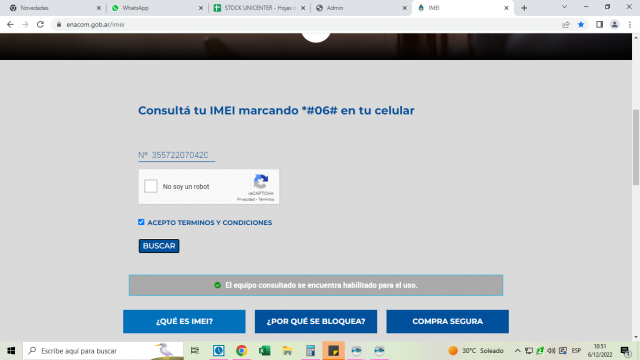 Novedades
WhatsApp
STOCK UNICENTER - Hojas d
Admin
IMEI
enacom.gob.ar/imei
Consultá tu IMEI marcando *#06# en tu celular
Nº 355722070420
No soy un robot
reCAPTCHA
Privacidad - Términos
ACEPTO TERMINOS Y CONDICIONES
BUSCAR
El equipo consultado se encuentra habilitado para el uso.
¿QUÉ ES IMEI?
¿POR QUÉ SE BLOQUEA?
COMPRA SEGURA
Escribe aquí para buscar
30°C Soleado
ESP
10:51
6/12/2022